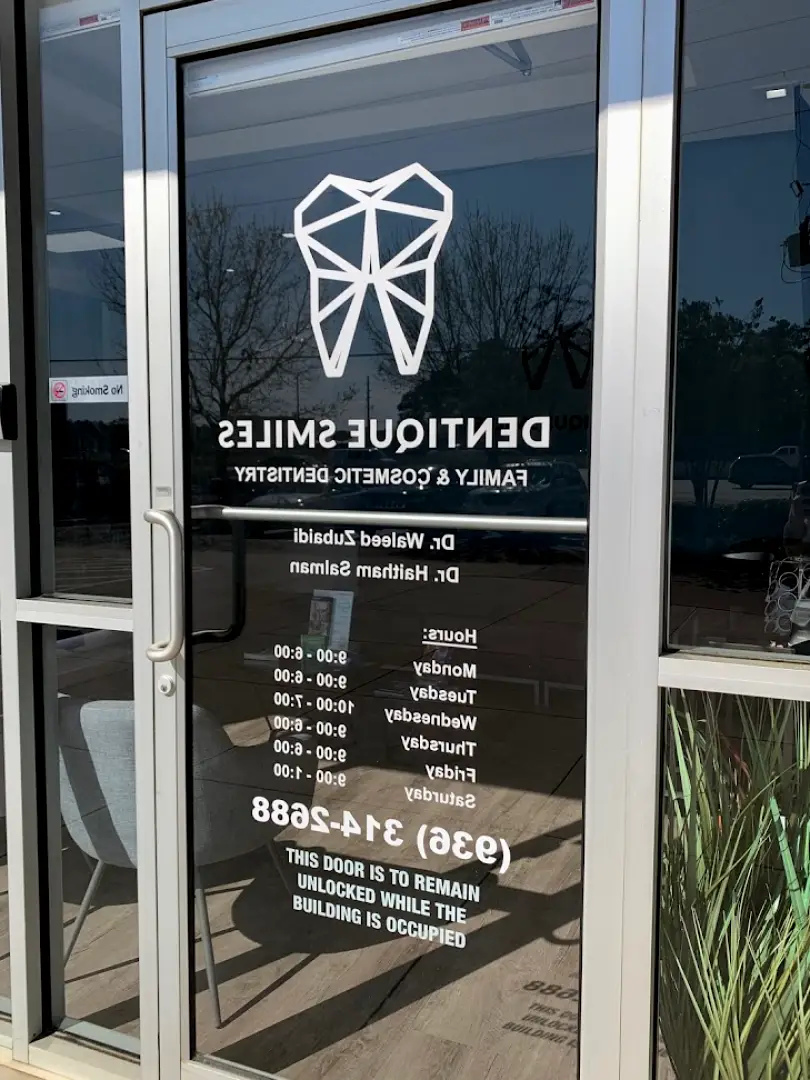 No Smoking
DENTIQUE SMILES
FAMILY & COSMETIC DENTISTRY
Dr. Waleed Zubaidi
Dr. Haitham Salman
Hours:
Monday 9:00 - 6:00
Tuesday 9:00 - 6:00
Wednesday 10:00 - 7:00
Thursday 9:00 - 6:00
Friday 9:00 - 6:00
Saturday 9:00 - 1:00
(936) 314-2688
THIS DOOR IS TO REMAIN
UNLOCKED WHILE THE
BUILDING IS OCCUPIED